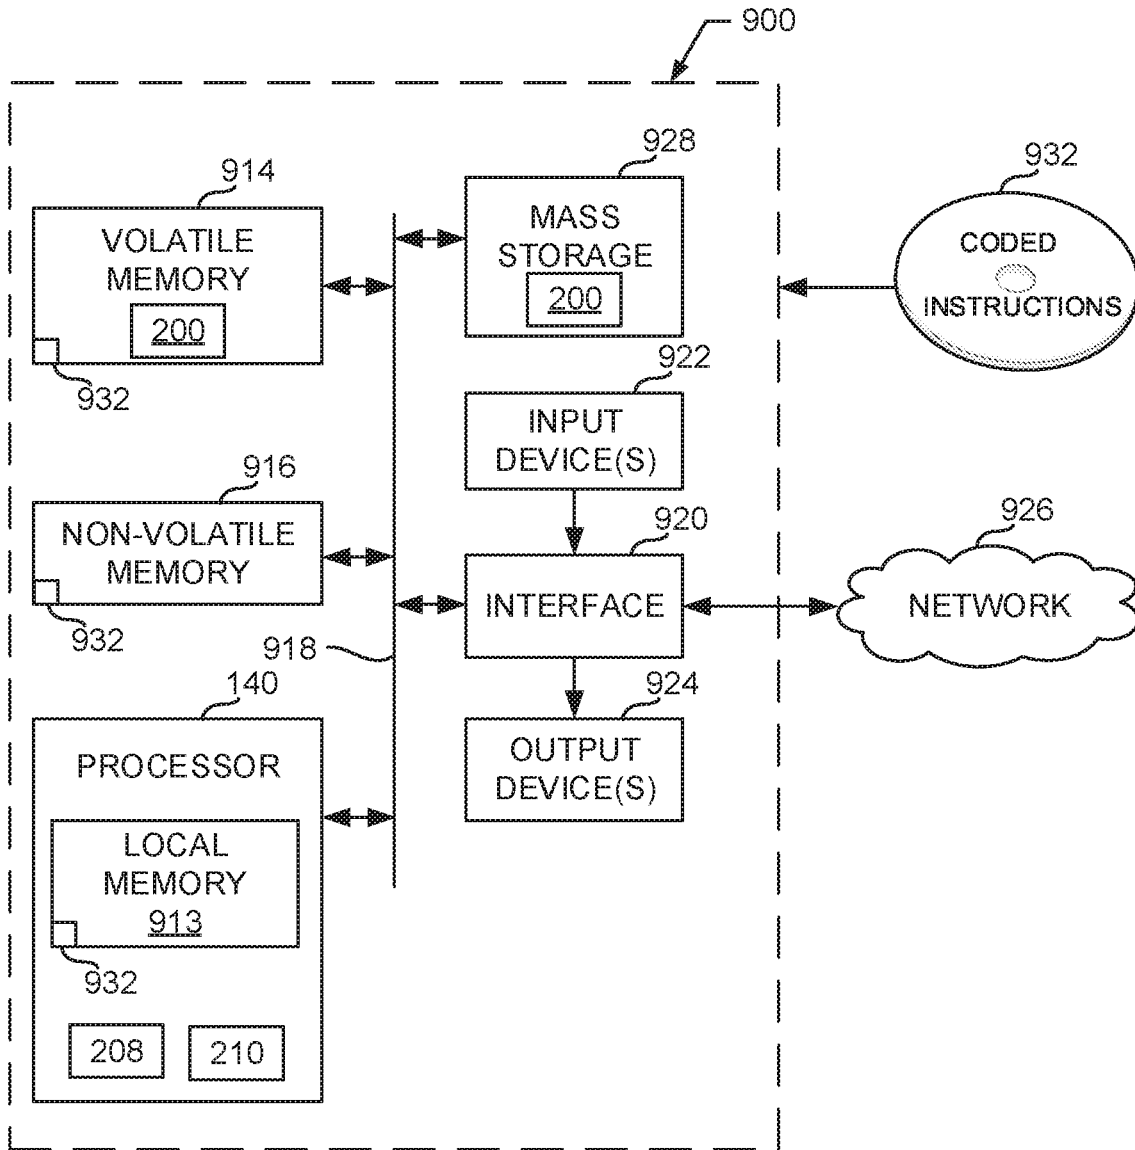 900
914
VOLATILE
MEMORY
200
932
928
MASS
STORAGE
200
932
CODED
INSTRUCTIONS
922
INPUT
DEVICE(S)
916
NON-VOLATILE
MEMORY
932
920
INTERFACE
926
NETWORK
918
924
OUTPUT
DEVICE(S)
140
PROCESSOR
LOCAL
MEMORY
913
932
208
210